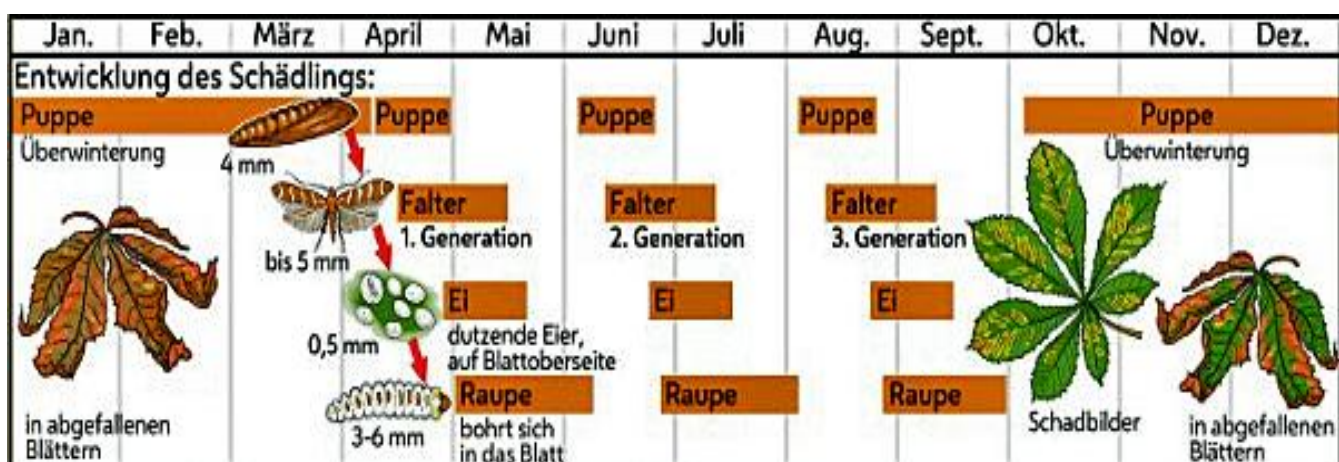 Jan. Feb. März April Mai Juni Juli Aug. Sept. Okt. Nov. Dez.
Entwicklung des Schädlings:
Puppe Puppe Puppe Puppe Puppe
Überwinterung Überwinterung
4 mm
Falter Falter Falter
1. Generation 2. Generation 3. Generation
bis 5 mm
Ei Ei Ei
0,5 mm
dutzende Eier,
auf Blattoberseite
Raupe Raupe Raupe
3-6 mm
bohrt sich
in das Blatt
Schadbilder
in abgefallenen
Blättern
in abgefallenen
Blättern